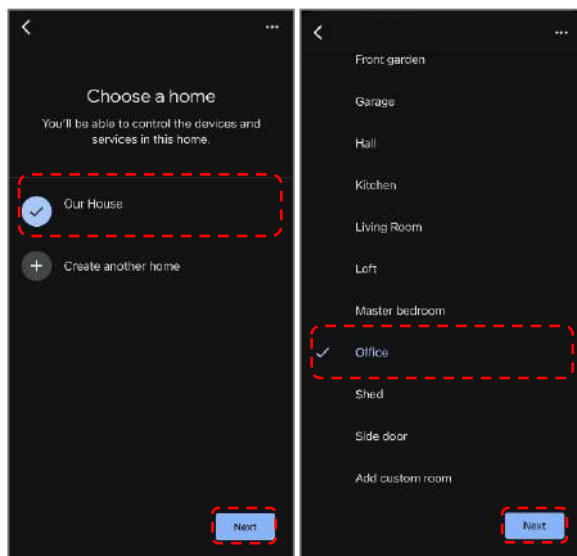 Choose a home
You'll be able to control the devices and
services in this home.
Our House
Create another home
Next
Front garden
Garage
Hall
Kitchen
Living Room
Loft
Master bedroom
Office
Shed
Side door
Add custom room
Next